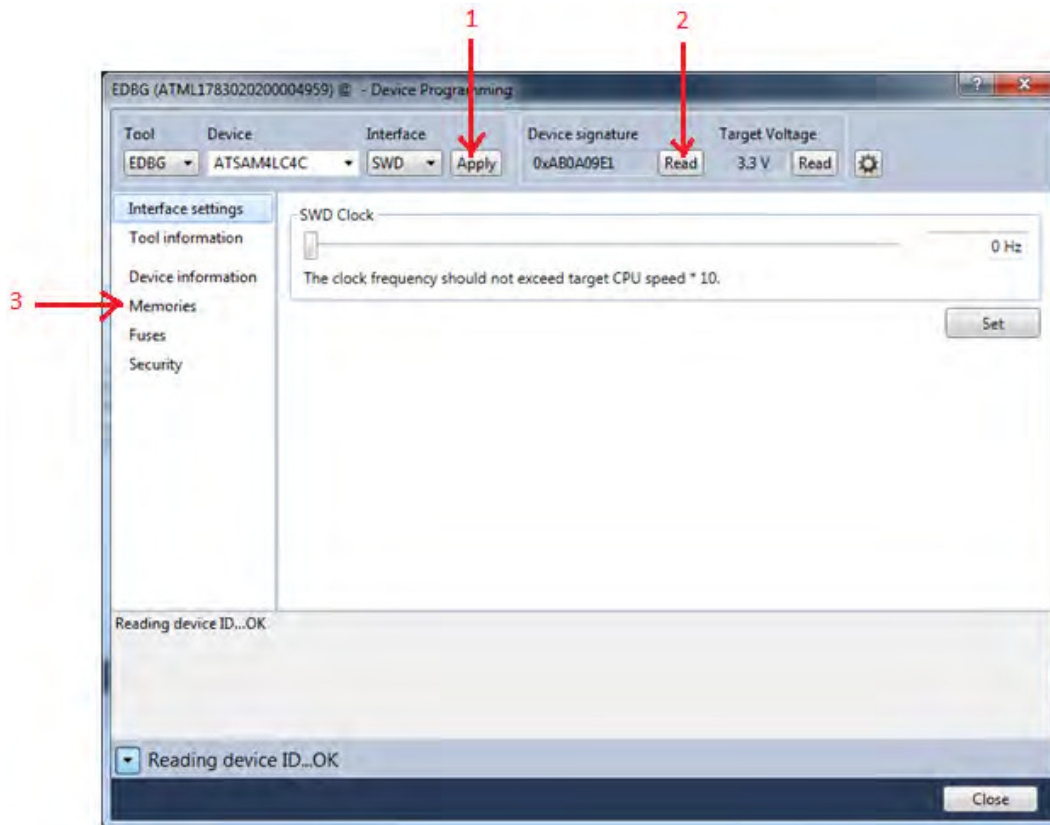 1 2
EDBG (ATML1783020200004959) - Device Programming
Tool Device Interface Device signature Target Voltage
EDBG ATSAM4LC4C SWD Apply 0xAB0A09E1 Read 3.3 V Read
Interface settings
Tool information
Device information
3 Memories
Fuses
Security
SWD Clock
0 Hz
The clock frequency should not exceed target CPU speed * 10.
Set
Reading device ID...OK
Reading device ID...OK
Close